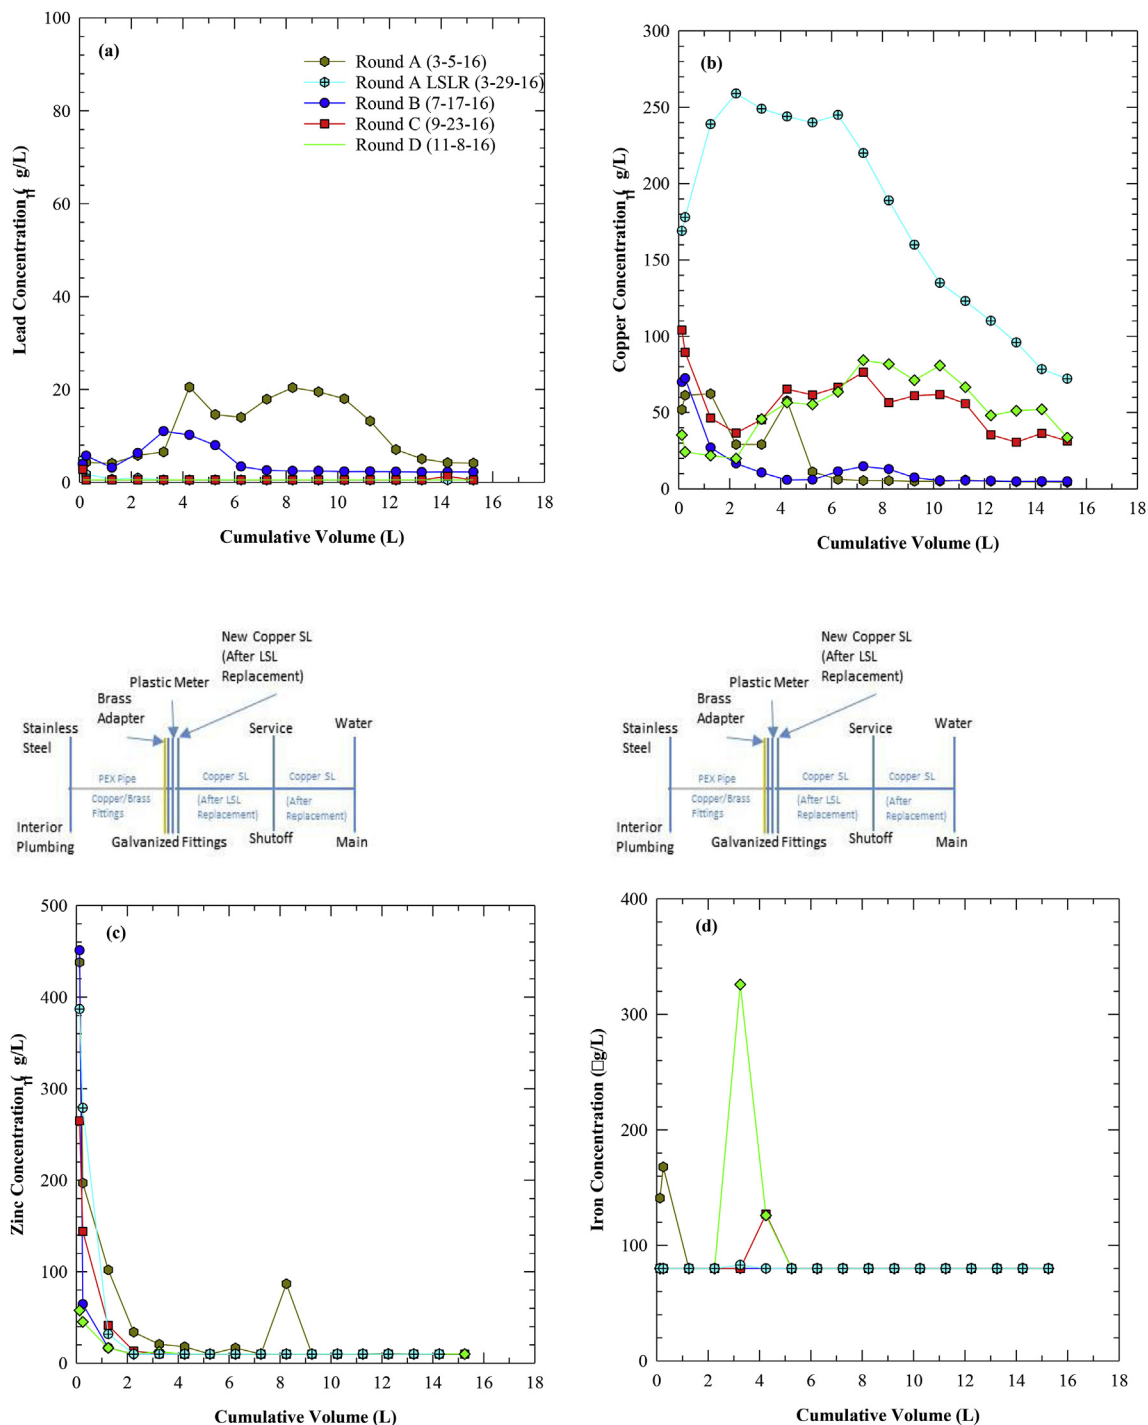 100
80
60
40
20
0
(a)
Round A (3-5-16)
Round A LSLR (3-29-16)
Round B (7-17-16)
Round C (9-23-16)
Round D (11-8-16)
Lead Concentration ( g/L)
0 2 4 6 8 10 12 14 16 18
Cumulative Volume (L)
300
250
200
150
100
50
0
(b)
Copper Concentration ( g/L)
0 2 4 6 8 10 12 14 16 18
Cumulative Volume (L)
New Copper SL
(After LSL
Replacement)
Plastic Meter
Brass
Adapter
Stainless
Steel
Service
Water
PEX Pipe
Copper/Brass
Fittings
Copper SL
(After LSL
Replacement)
Copper SL
(After
Replacement)
Interior
Plumbing
Galvanized Fittings
Shutoff
Main
New Copper SL
(After LSL
Replacement)
Plastic Meter
Brass
Adapter
Stainless
Steel
Service
Water
PEX Pipe
Copper/Brass
Fittings
Copper SL
(After LSL
Replacement)
Copper SL
(After
Replacement)
Interior
Plumbing
Galvanized Fittings
Shutoff
Main
500
400
300
200
100
0
(c)
Zinc Concentration ( g/L)
0 2 4 6 8 10 12 14 16 18
Cumulative Volume (L)
400
300
200
100
0
(d)
Iron Concentration (□g/L)
0 2 4 6 8 10 12 14 16 18
Cumulative Volume (L)